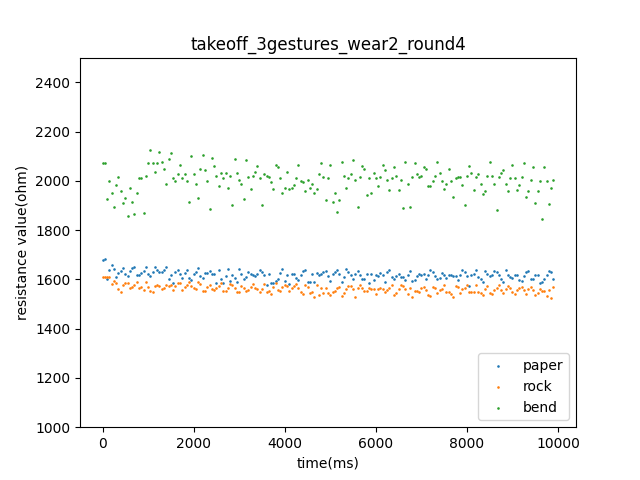 takeoff_3gestures_wear2_round4
resistance value(ohm)
2400
2200
2000
1800
1600
1400
1200
1000
0
2000
4000
6000
8000
10000
time(ms)
paper
rock
bend